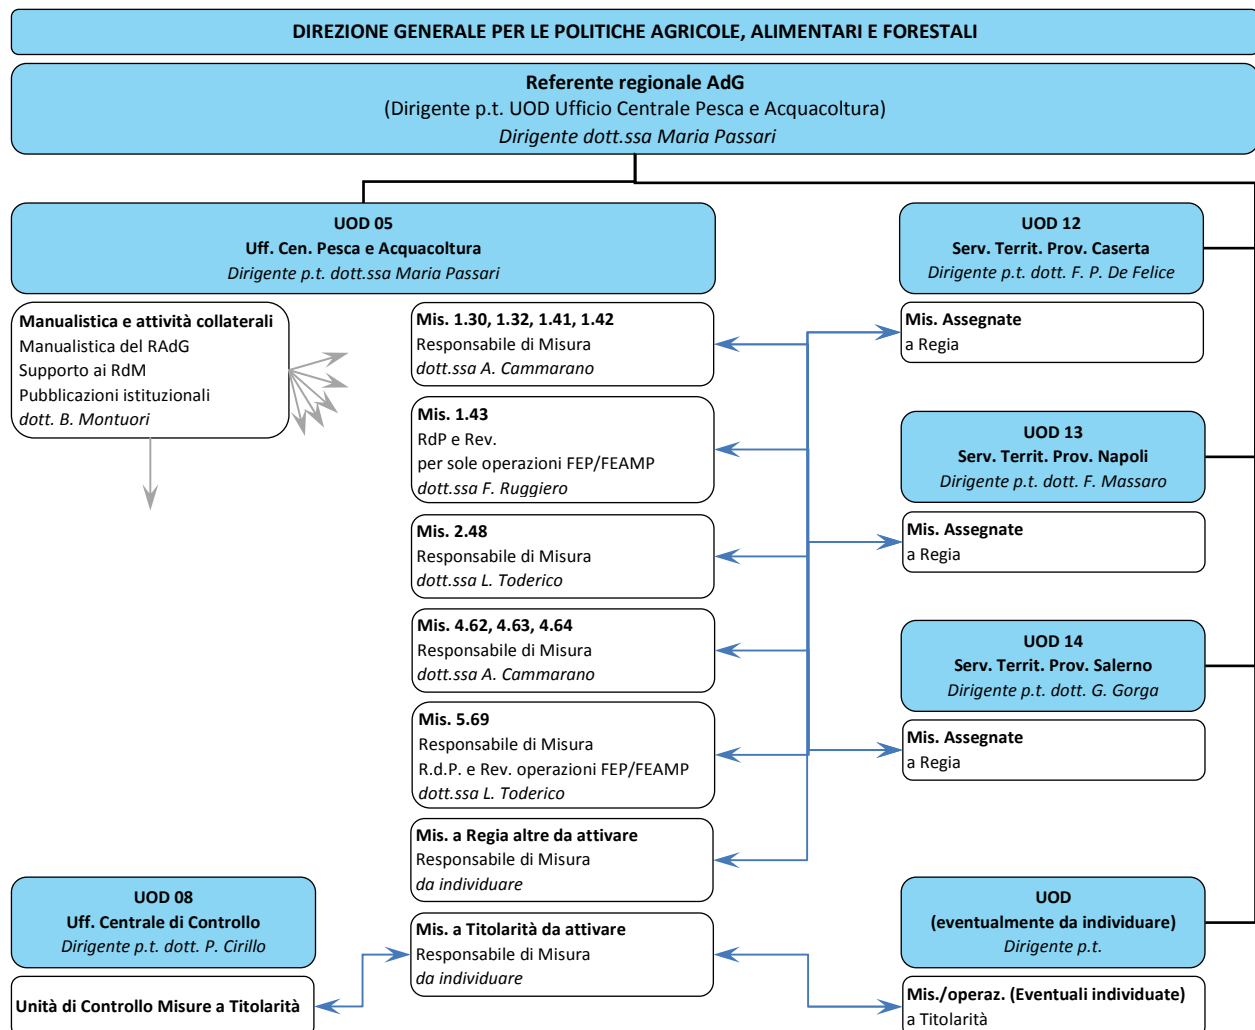 DIREZIONE GENERALE PER LE POLITICHE AGRICOLE, ALIMENTARI E FORESTALI
Referente regionale AdG
(Dirigente p.t. UOD Ufficio Centrale Pesca e Acquacoltura)
Dirigente dott.ssa Maria Passari
UOD 05
Uff. Cen. Pesca e Acquacoltura
Dirigente p.t. dott.ssa Maria Passari
Manualistica e attività collaterali
Manualistica del RAdG
Supporto ai RdM
Pubblicazioni istituzionali
dott. B. Montuori
Mis. 1.30, 1.32, 1.41, 1.42
Responsabile di Misura
dott.ssa A. Cammarano
Mis. 1.43
RdP e Rev.
per sole operazioni FEP/FEAMP
dott.ssa F. Ruggiero
Mis. 2.48
Responsabile di Misura
dott.ssa L. Toderico
Mis. 4.62, 4.63, 4.64
Responsabile di Misura
dott.ssa A. Cammarano
Mis. 5.69
Responsabile di Misura
R.d.P. e Rev. operazioni FEP/FEAMP
dott.ssa L. Toderico
Mis. a Regia altre da attivare
Responsabile di Misura
da individuare
Mis. a Titolarità da attivare
Responsabile di Misura
da individuare
UOD 08
Uff. Centrale di Controllo
Dirigente p.t. dott. P. Cirillo
Unità di Controllo Misure a Titolarità
UOD 12
Serv. Territ. Prov. Caserta
Dirigente p.t. dott. F. P. De Felice
Mis. Assegnate
a Regia
UOD 13
Serv. Territ. Prov. Napoli
Dirigente p.t. dott. F. Massaro
Mis. Assegnate
a Regia
UOD 14
Serv. Territ. Prov. Salerno
Dirigente p.t. dott. G. Gorga
Mis. Assegnate
a Regia
UOD
(eventualmente da individuare)
Dirigente p.t.
Mis./operaz. (Eventuali individuate)
a Titolarità